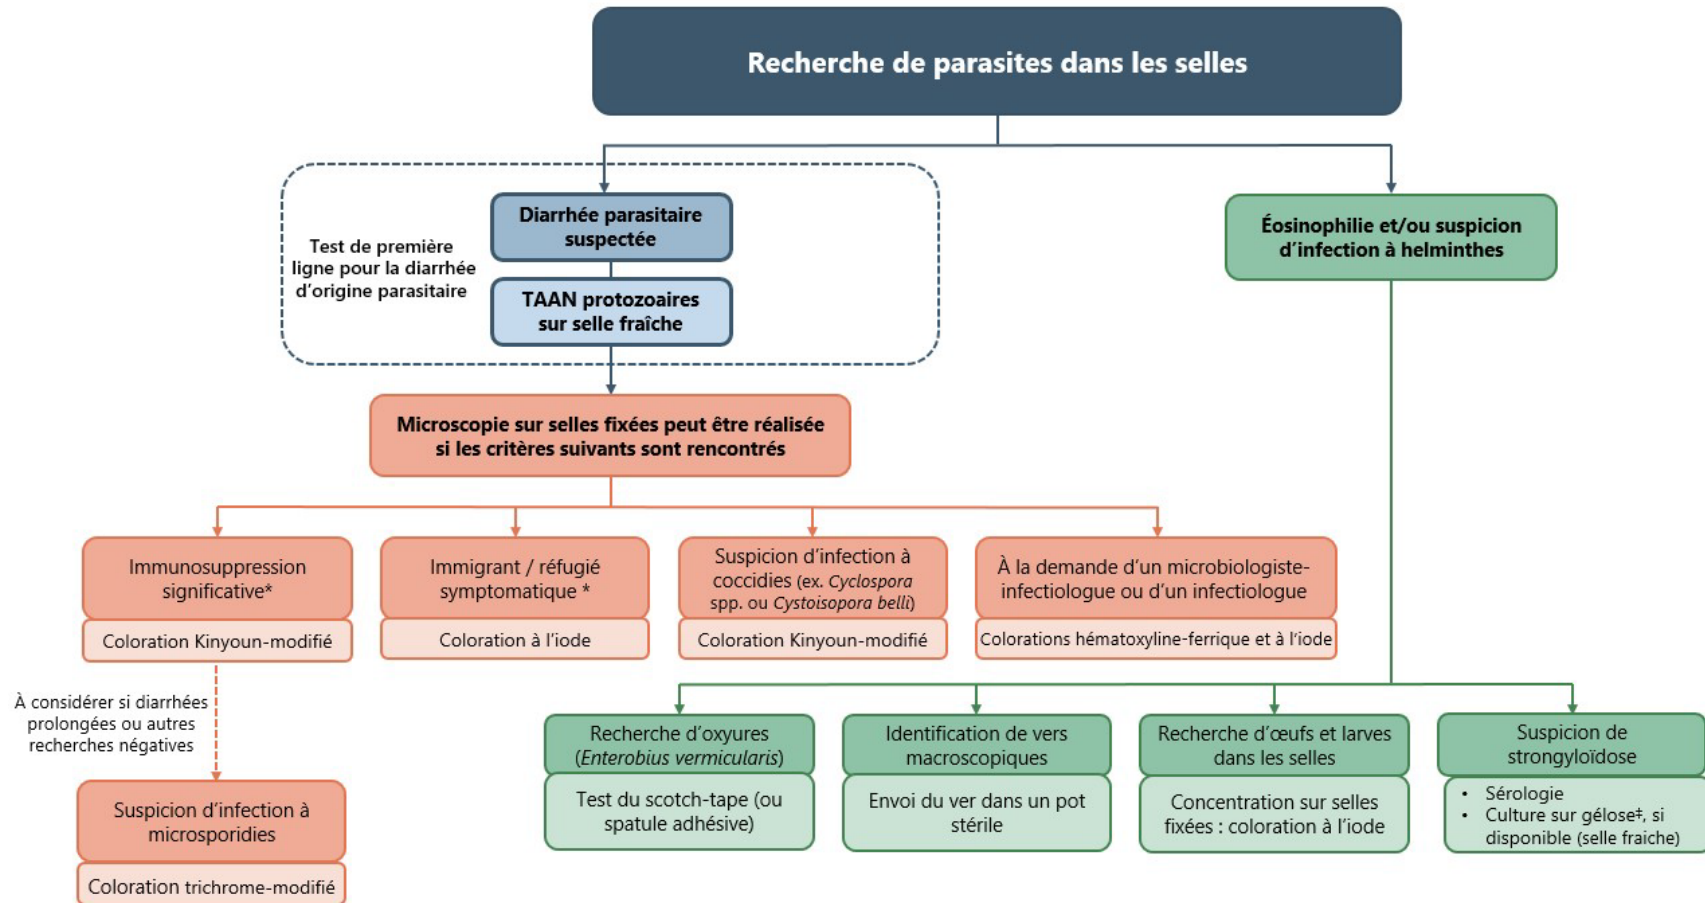 Recherche de parasites dans les selles
Test de première
ligne pour la diarrhée
d'origine parasitaire
Diarrhée parasitaire
suspectée
TAAN protozoaires
sur selle fraîche
Éosinophilie et/ou suspicion
d'infection à helminthes
Microscopie sur selles fixées peut être réalisée
si les critères suivants sont rencontrés
Immunosuppression
significative*
Coloration Kinyoun-modifié
Immigrant / réfugié
symptomatique *
Coloration à l'iode
Suspicion d'infection à
coccidies (ex. Cyclospora
spp. ou Cystoisopora belli)
Coloration Kinyoun-modifié
À la demande d'un microbiologiste-
infectiologue ou d'un infectiologue
Colorations hématoxyline-ferrique et à l'iode
À considérer si diarrhées
prolongées ou autres
recherches négatives
Suspicion d'infection à
microsporidies
Coloration trichrome-modifié
Recherche d'oxyures
(Enterobius vermicularis)
Test du scotch-tape (ou
spatule adhésive)
Identification de vers
macroscopiques
Envoi du ver dans un pot
stérile
Recherche d'œufs et larves
dans les selles
Concentration sur selles
fixées : coloration à l'iode
Suspicion de
strongyloïdose
• Sérologie
• Culture sur gélose‡, si
disponible (selle fraiche)